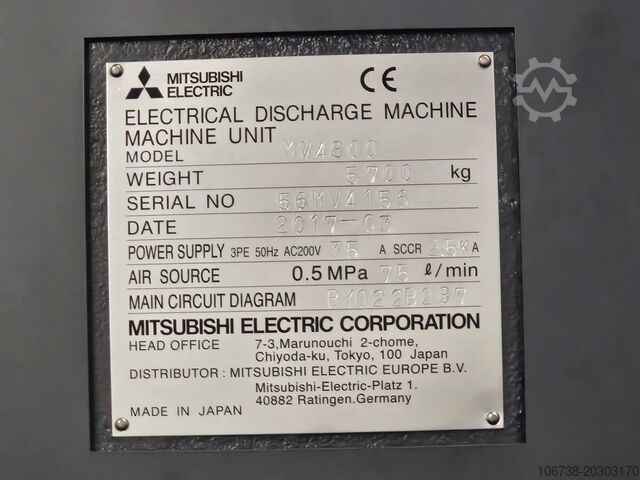 MITSUBISHI
ELECTRIC
CE
ELECTRICAL DISCHARGE MACHINE
MACHINE UNIT
MODEL MV4800
WEIGHT 5700 kg
SERIAL NO 56MV4156
DATE 2017-03
POWER SUPPLY 3PE 50Hz AC200V 35 A SCCR 2.5K A
AIR SOURCE 0.5 MPa 75 ℓ/min
MAIN CIRCUIT DIAGRAM BY022B297
MITSUBISHI ELECTRIC CORPORATION
HEAD OFFICE 7-3,Marunouchi 2-chome,
Chiyoda-ku, Tokyo, 100 Japan
DISTRIBUTOR : MITSUBISHI ELECTRIC EUROPE B.V.
Mitsubishi-Electric-Platz 1.
40882 Ratingen.Germany
MADE IN JAPAN
106738-20303170